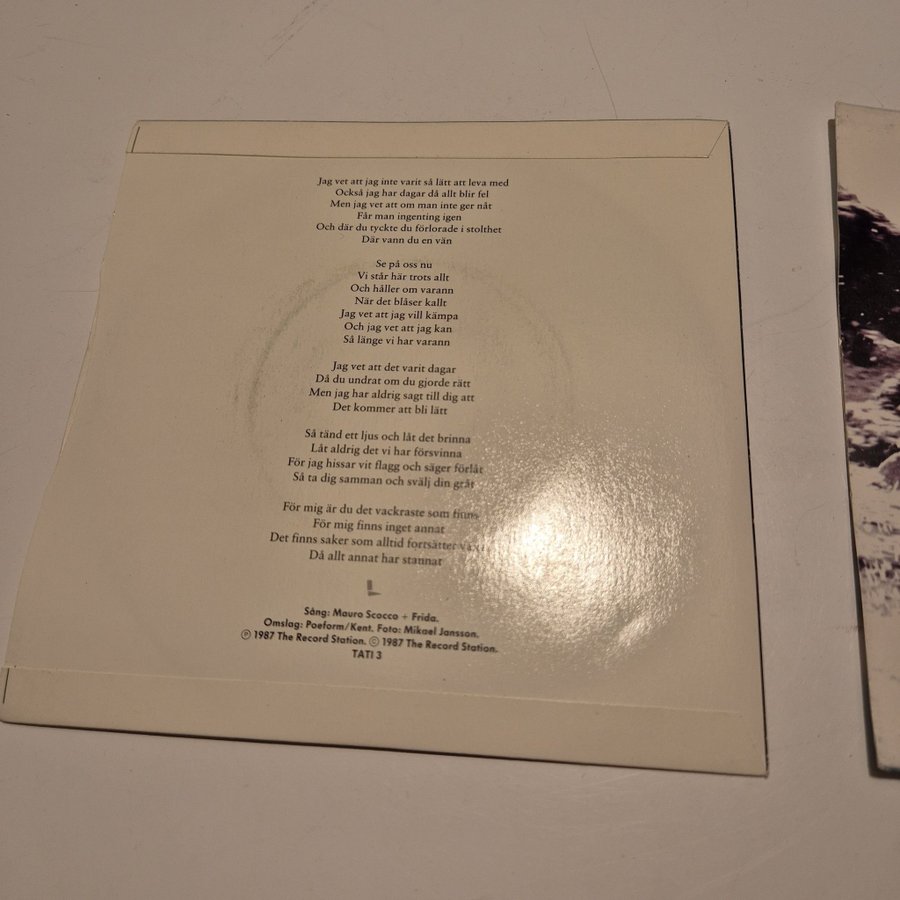 Jag vet att jag inte varit så lätt att leva med
Också jag har dagar då allt blir fel
Men jag vet att om man inte ger nåt
Får man ingenting igen
Och där du tyckte du förlorade i stolthet
Där vann du en vän
Se på oss nu
Vi står här trots allt
Och håller om varann
När det blåser kallt
Jag vet att jag vill kämpa
Och jag vet att jag kan
Så länge vi har varann
Jag vet att det varit dagar
Då du undrat om du gjorde rätt
Men jag har aldrig sagt till dig att
Det kommer att bli lätt
Så tänd ett ljus och låt det brinna
Låt aldrig det vi har försvinna
För jag hissar vit flagg och säger förlåt
Så ta dig samman och svälj din gråt
För mig är du det vackraste som finns
För mig finns inget annat
Det finns saker som alltid fortsätter
Då allt annat har stannat
Sång: Mauro Scocco + Frida.
Omslag: Poeform/Kent. Foto: Mikael Jansson.
℗ 1987 The Record Station. © 1987 The Record Station.
TATI 3